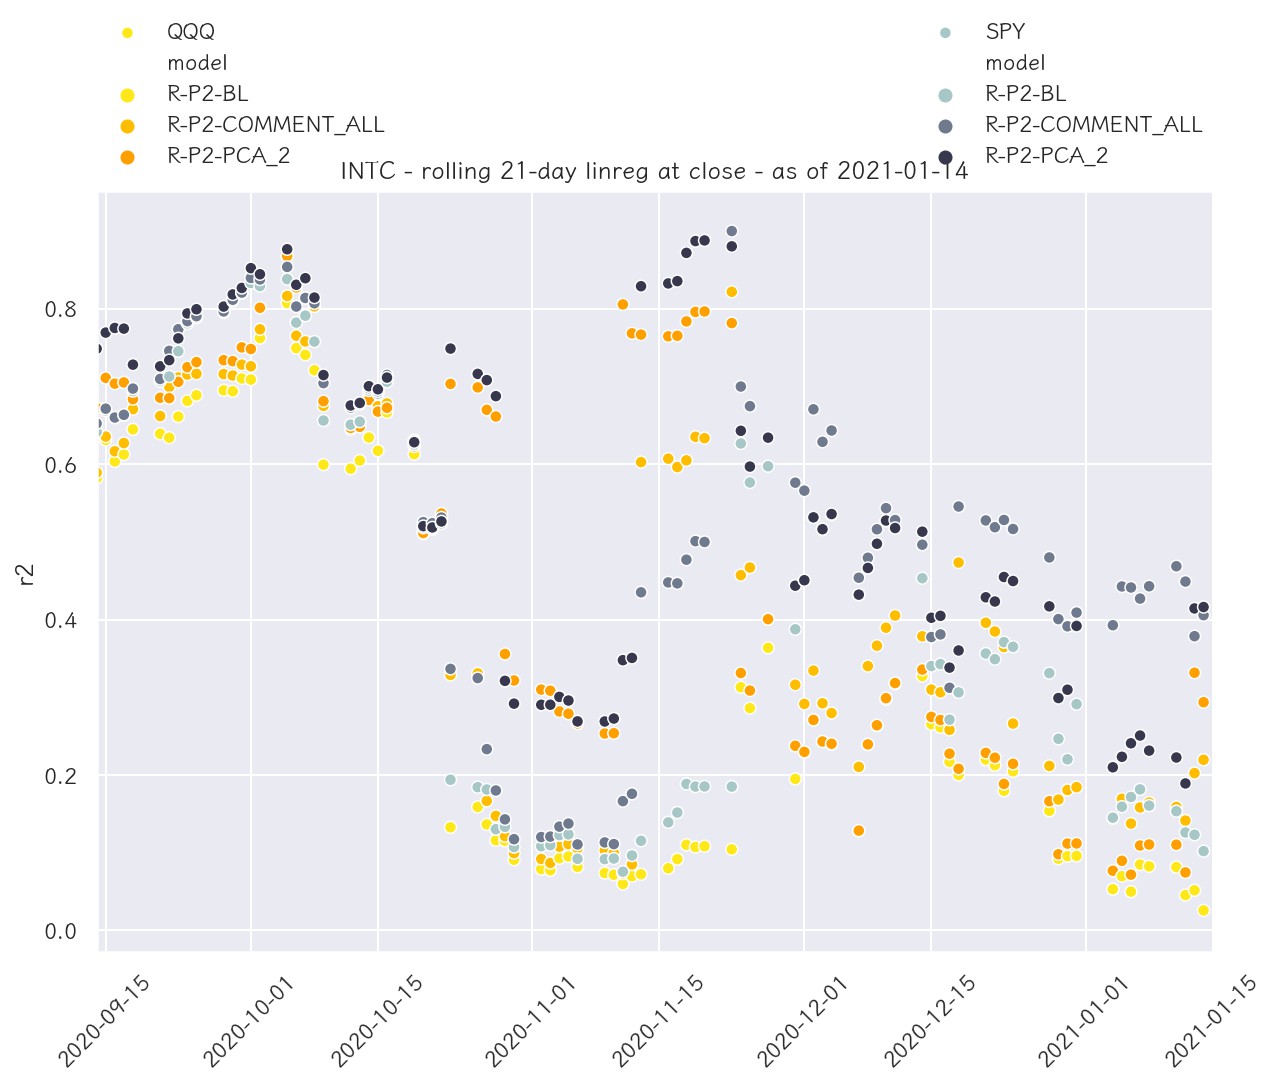 QQQ
model
R-P2-BL
R-P2-COMMENT_ALL
R-P2-PCA_2
SPY
model
R-P2-BL
R-P2-COMMENT_ALL
R-P2-PCA_2
INTC - rolling 21-day linreg at close - as of 2021-01-14
r2
0.8
0.6
0.4
0.2
0.0
2020-09-15
2020-10-01
2020-10-15
2020-11-01
2020-11-15
2020-12-01
2020-12-15
2021-01-01
2021-01-15